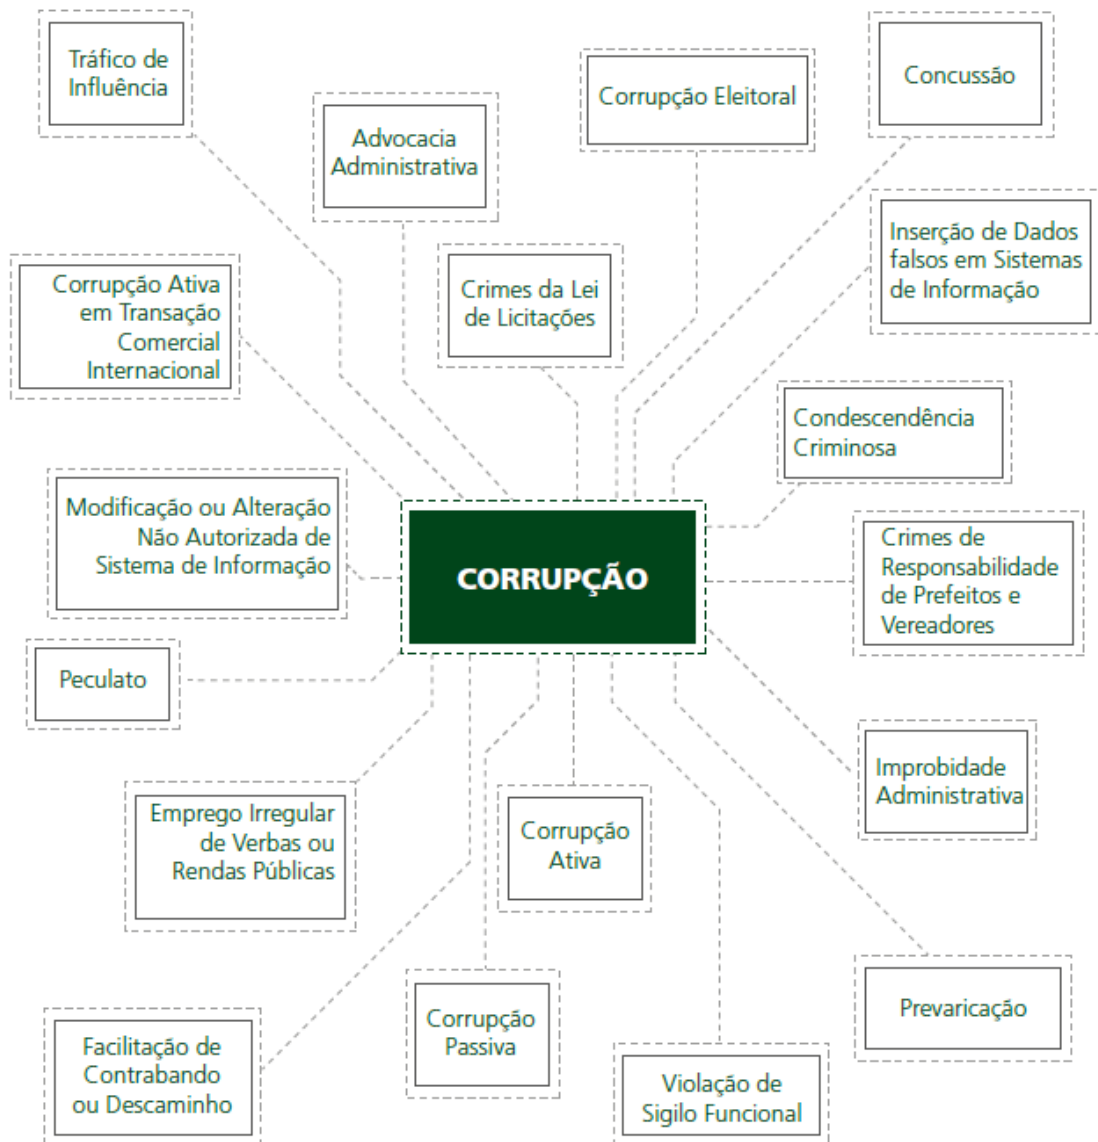 Tráfico de
Influência
Advocacia
Administrativa
Corrupção Eleitoral
Concussão
Corrupção Ativa
em Transação
Comercial
Internacional
Crimes da Lei
de Licitações
Inserção de Dados
falsos em Sistemas
de Informação
Condescendência
Criminosa
Modificação ou Alteração
Não Autorizada de
Sistema de Informação
CORRUPÇÃO
Crimes de
Responsabilidade
de Prefeitos e
Vereadores
Peculato
Improbidade
Administrativa
Emprego Irregular
de Verbas ou
Rendas Públicas
Corrupção
Ativa
Prevaricação
Facilitação de
Contrabando
ou Descaminho
Corrupção
Passiva
Violação de
Sigilo Funcional